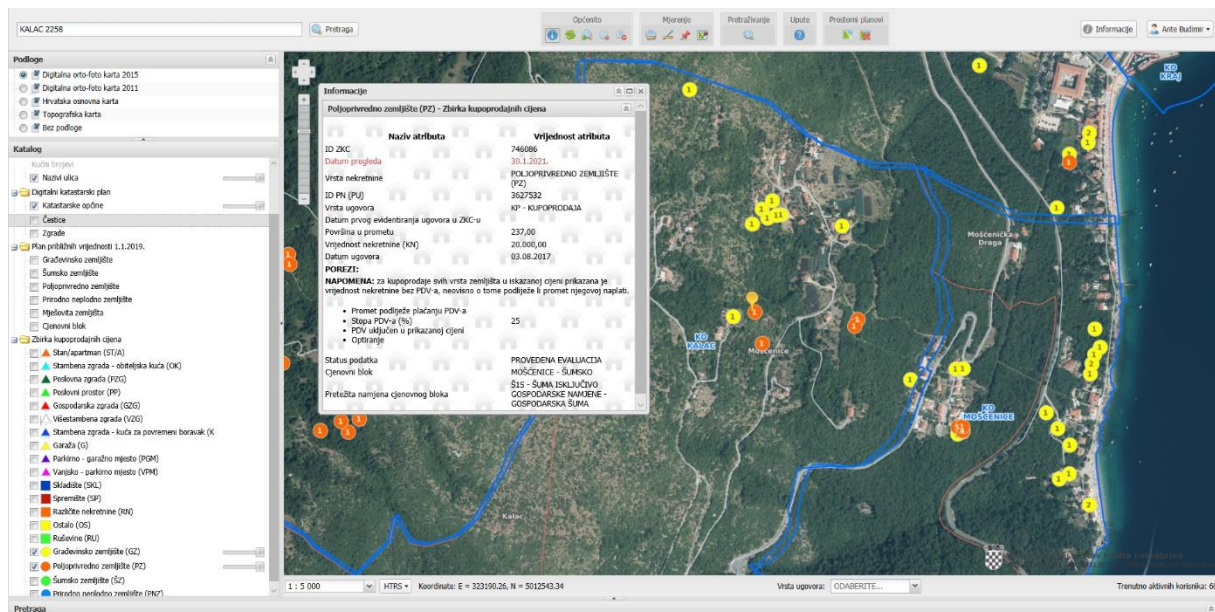 KALAC 2258
Pretraga
Općenito
Mjerenje
Pretraživanje
Upute
Prostorni planovi
Informacije
Ante Budimir
Podloge
Digitalna orto-foto karta 2015
Digitalna orto-foto karta 2011
Hrvatska osnovna karta
Topografska karta
Bez podloge
Katalog
Kućni brojevi
Nazivi ulica
Digitalni katastarski plan
Katastarske općine
Čestice
Zgrade
Plan približnih vrijednosti 1.1.2019.
Građevinsko zemljište
Šumsko zemljište
Poljoprivredno zemljište
Prirodno neplodno zemljište
Mješovita zemljišta
Cjenovni blok
Zbirka kupoprodajnih cijena
Stan/apartman (ST/A)
Stambena zgrada - obiteljska kuća (OK)
Poslovna zgrada (PZG)
Poslovni prostor (PP)
Gospodarska zgrada (GZG)
Višestambena zgrada (VZG)
Stambena zgrada - kuća za povremeni boravak (K
Garaža (G)
Parkirno - garažno mjesto (PGM)
Vanjsko - parkirno mjesto (VPM)
Skladište (SKL)
Spremište (SP)
Različite nekretnine (RN)
Ostalo (OS)
Ruševine (RU)
Građevinsko zemljište (GZ)
Poljoprivredno zemljište (PZ)
Šumsko zemljište (ŠZ)
Prirodno neplodno zemljište (PNZ)
Informacije
Poljoprivredno zemljište (PZ) - Zbirka kupoprodajnih cijena
Naziv atributa Vrijednost atributa
ID ZKC 746086
Datum pregleda 30.1.2021.
Vrsta nekretnine POLJOPRIVREDNO ZEMLJIŠTE
(PZ)
ID PN (PU) 3627532
Vrsta ugovora KP - KUPOPRODAJA
Datum prvog evidentiranja ugovora u ZKC-u
Površina u prometu 237,00
Vrijednost nekretnine (KN) 20.000,00
Datum ugovora 03.08.2017
POREZI:
NAPOMENA: za kupoprodaje svih vrsta zemljišta u iskazanoj cijeni prikazana je
vrijednost nekretnine bez PDV-a, neovisno o tome podliježe li promet njegovoj naplati.
• Promet podliježe plaćanju PDV-a
• Stopa PDV-a (%) 25
• PDV uključen u prikazanoj cijeni
• Optiranje
Status podatka PROVEDENA EVALUACIJA
Cjenovni blok MOŠĆENICE - ŠUMSKO
Pretežita namjena cjenovnog bloka Š15 - ŠUMA ISKLJUČIVO
GOSPODARSKE NAMJENE -
GOSPODARSKA ŠUMA
KO
KRAJ
Mošćenička
Draga
KO
KALAC
Mošćenice
KO
MOŠĆENICE
Kalac
1 : 5 000
HTRS
Koordinate: E = 323190.26, N = 5012543.34
Vrsta ugovora: ODABERITE...
Trenutno aktivnih korisnika: 60
Pretraga